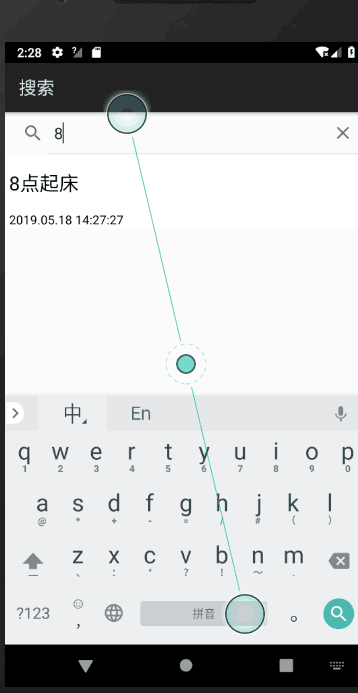 2:28
搜索
8
8点起床
2019.05.18 14:27:27
中 En
q w e r t y u i o p
1 2 3 4 5 6 7 8 9 0
a s d f g h j k l
@ * + - = / # ( )
z x c v b n m
、 : " ? ! ~ .
?123 , 拼音 。